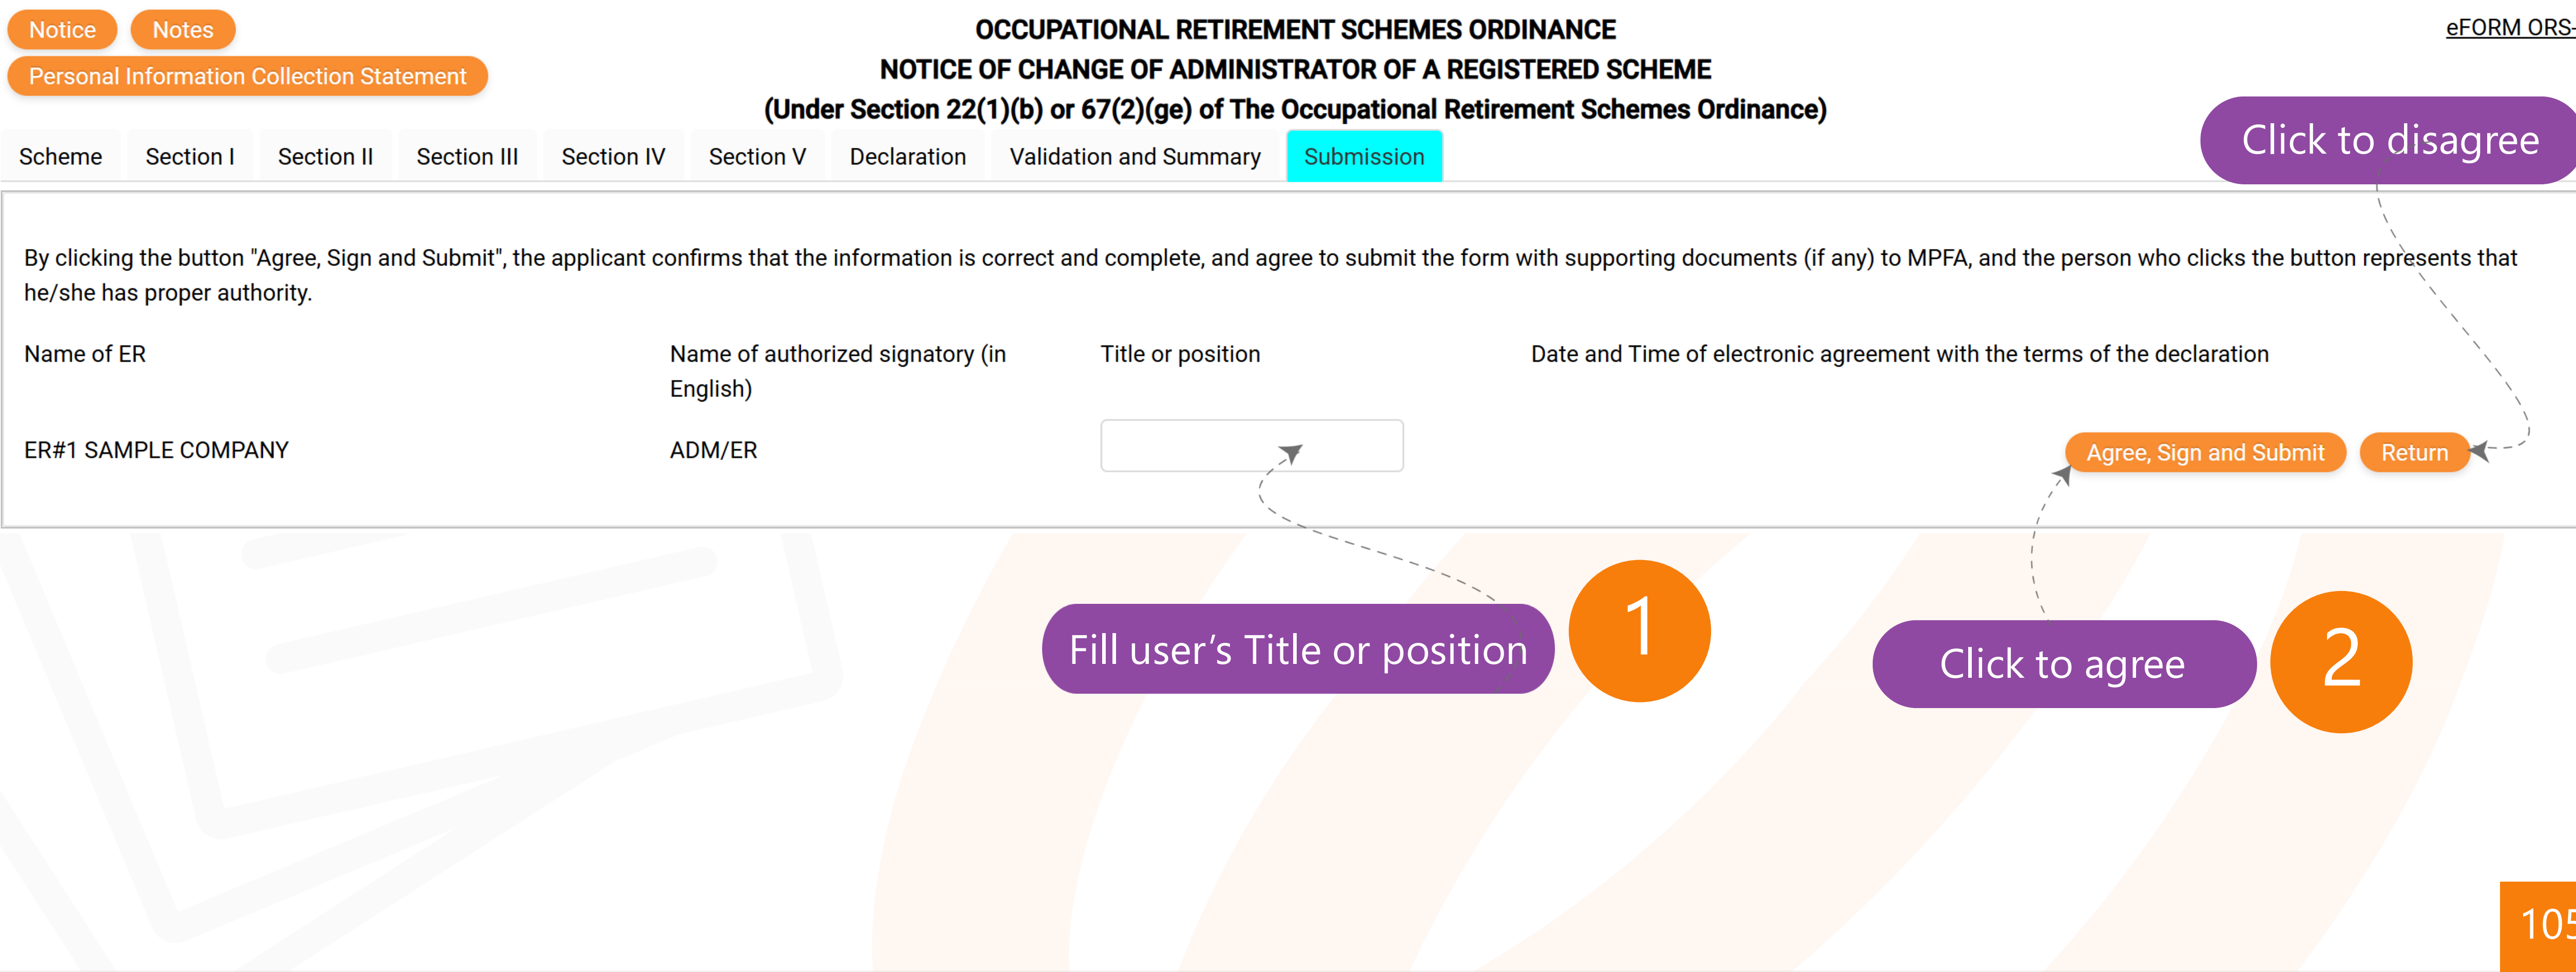 Notice Notes
Personal Information Collection Statement
OCCUPATIONAL RETIREMENT SCHEMES ORDINANCE
NOTICE OF CHANGE OF ADMINISTRATOR OF A REGISTERED SCHEME
(Under Section 22(1)(b) or 67(2)(ge) of The Occupational Retirement Schemes Ordinance)
eFORM ORS-
Click to disagree
Scheme Section I Section II Section III Section IV Section V Declaration Validation and Summary Submission
By clicking the button "Agree, Sign and Submit", the applicant confirms that the information is correct and complete, and agree to submit the form with supporting documents (if any) to MPFA, and the person who clicks the button represents that
he/she has proper authority.
Name of ER
Name of authorized signatory (in
English)
Title or position
Date and Time of electronic agreement with the terms of the declaration
ER#1 SAMPLE COMPANY ADM/ER Agree, Sign and Submit Return
Fill user's Title or position 1
Click to agree 2
105